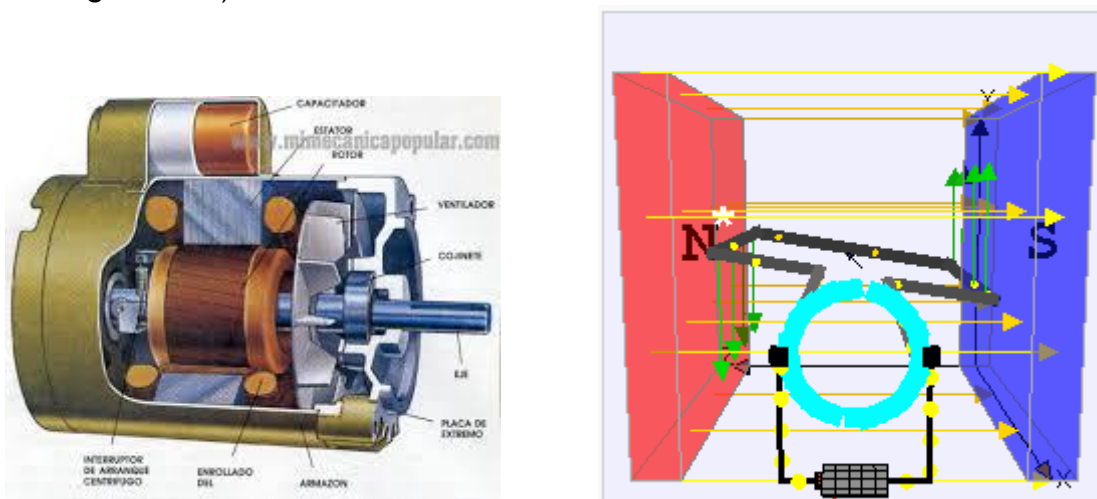 CAPACITADOR
ESTATOR
www.mimecanicapopular.com
ROTOR
VENTILADOR
COJINETE
EJE
PLACA DE
EXTREMO
INTERRUPTOR
DE ARRANQUE
CENTRIFUGO
ENROLLADO
DEL
ARMAZON
N
S
Y
X